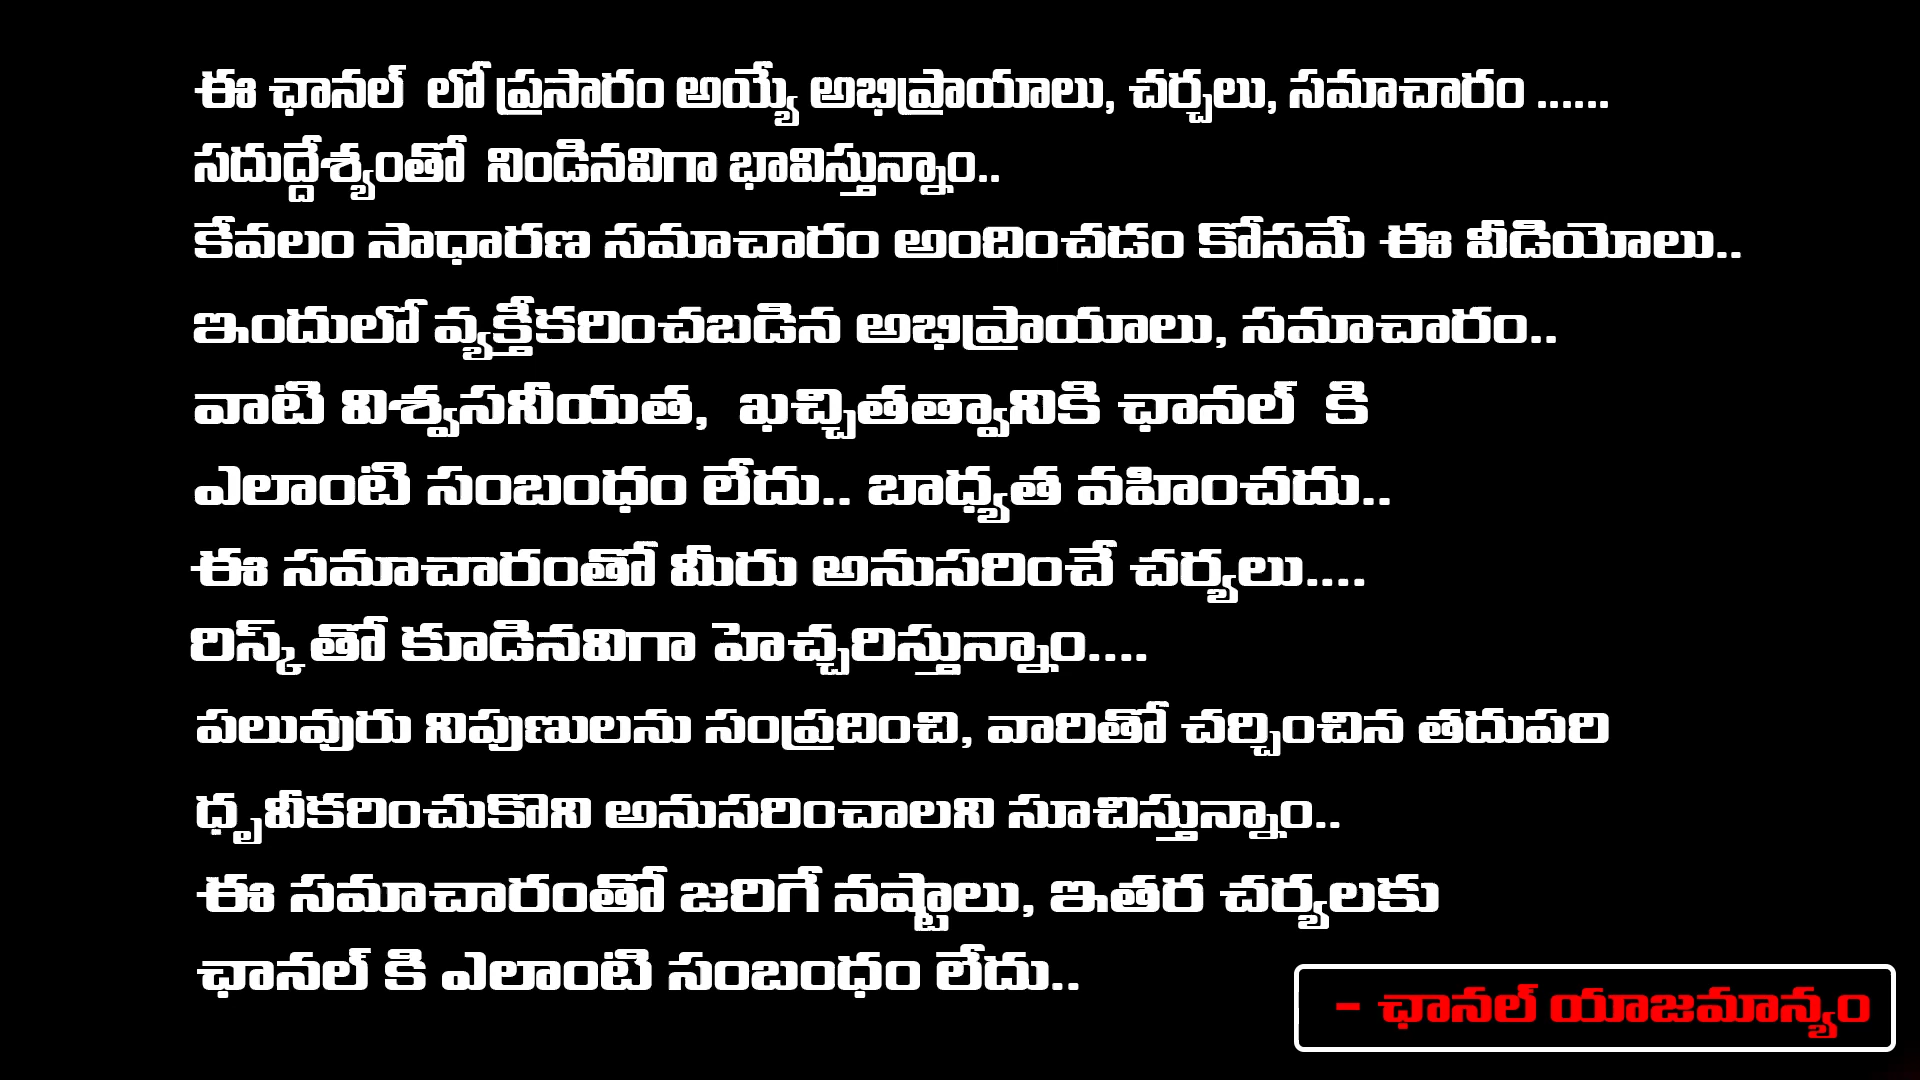 ఈ ఛానల్ లో ప్రసారం అయ్యే అభిప్రాయాలు, చర్చలు, సమాచారం ......
సదుద్దేశ్యంతో నిండినవిగా భావిస్తున్నాం..
కేవలం సాధారణ సమాచారం అందించడం కోసమే ఈ వీడియోలు..
ఇందులో వ్యక్తీకరించబడిన అభిప్రాయాలు, సమాచారం..
వాటి విశ్వసనీయత, ఖచ్చితత్వానికి ఛానల్ కి
ఎలాంటి సంబంధం లేదు.. బాధ్యత వహించదు..
ఈ సమాచారంతో మీరు అనుసరించే చర్యలు....
రిస్క్ తో కూడినవిగా హెచ్చరిస్తున్నాం....
పలువురు నిపుణులను సంప్రదించి, వారితో చర్చించిన తదుపరి
ధృవీకరించుకొని అనుసరించాలని సూచిస్తున్నాం..
ఈ సమాచారంతో జరిగే నష్టాలు, ఇతర చర్యలకు
ఛానల్ కి ఎలాంటి సంబంధం లేదు..
- ఛానల్ యాజమాన్యం